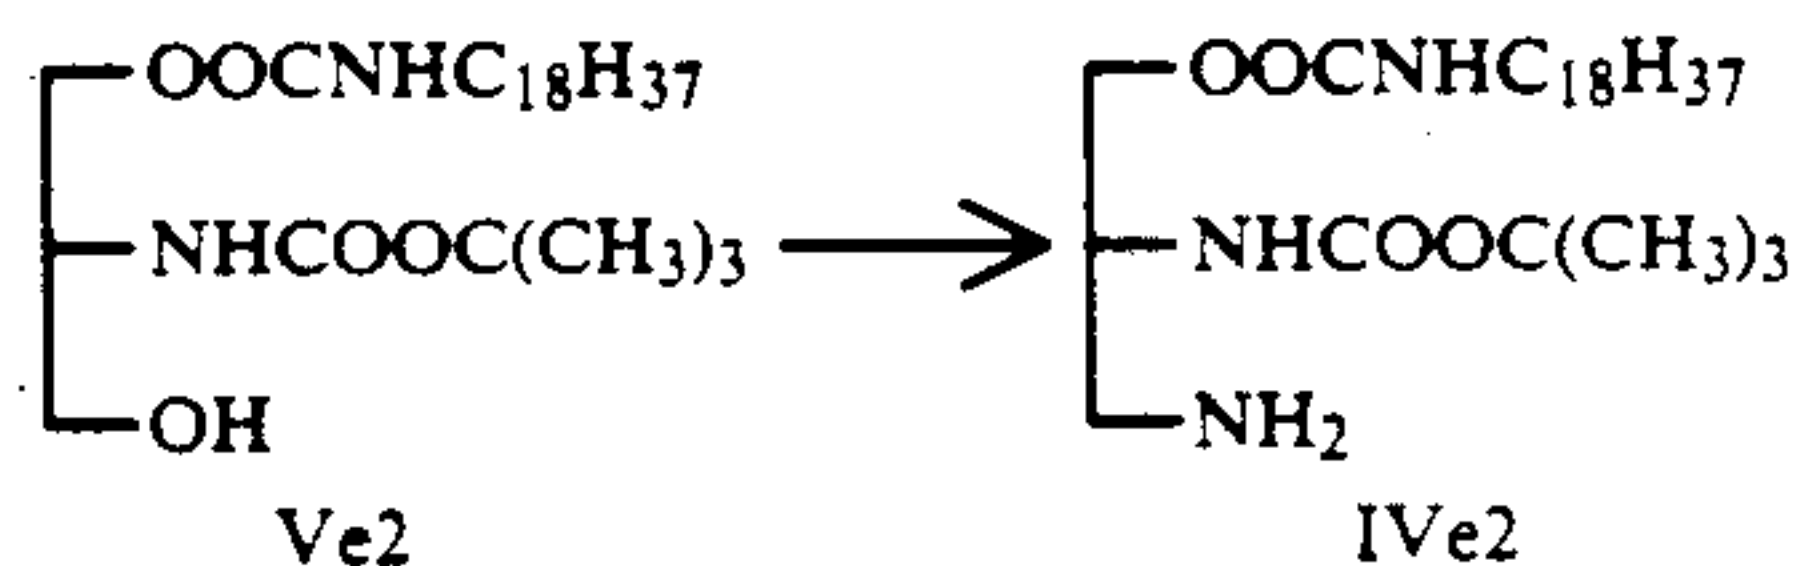 OOCNHC₁₈H₃₇ OOCNHC₁₈H₃₇
NHCOOC(CH₃)₃ NHCOOC(CH₃)₃
OH NH₂
Ve2 IVe2